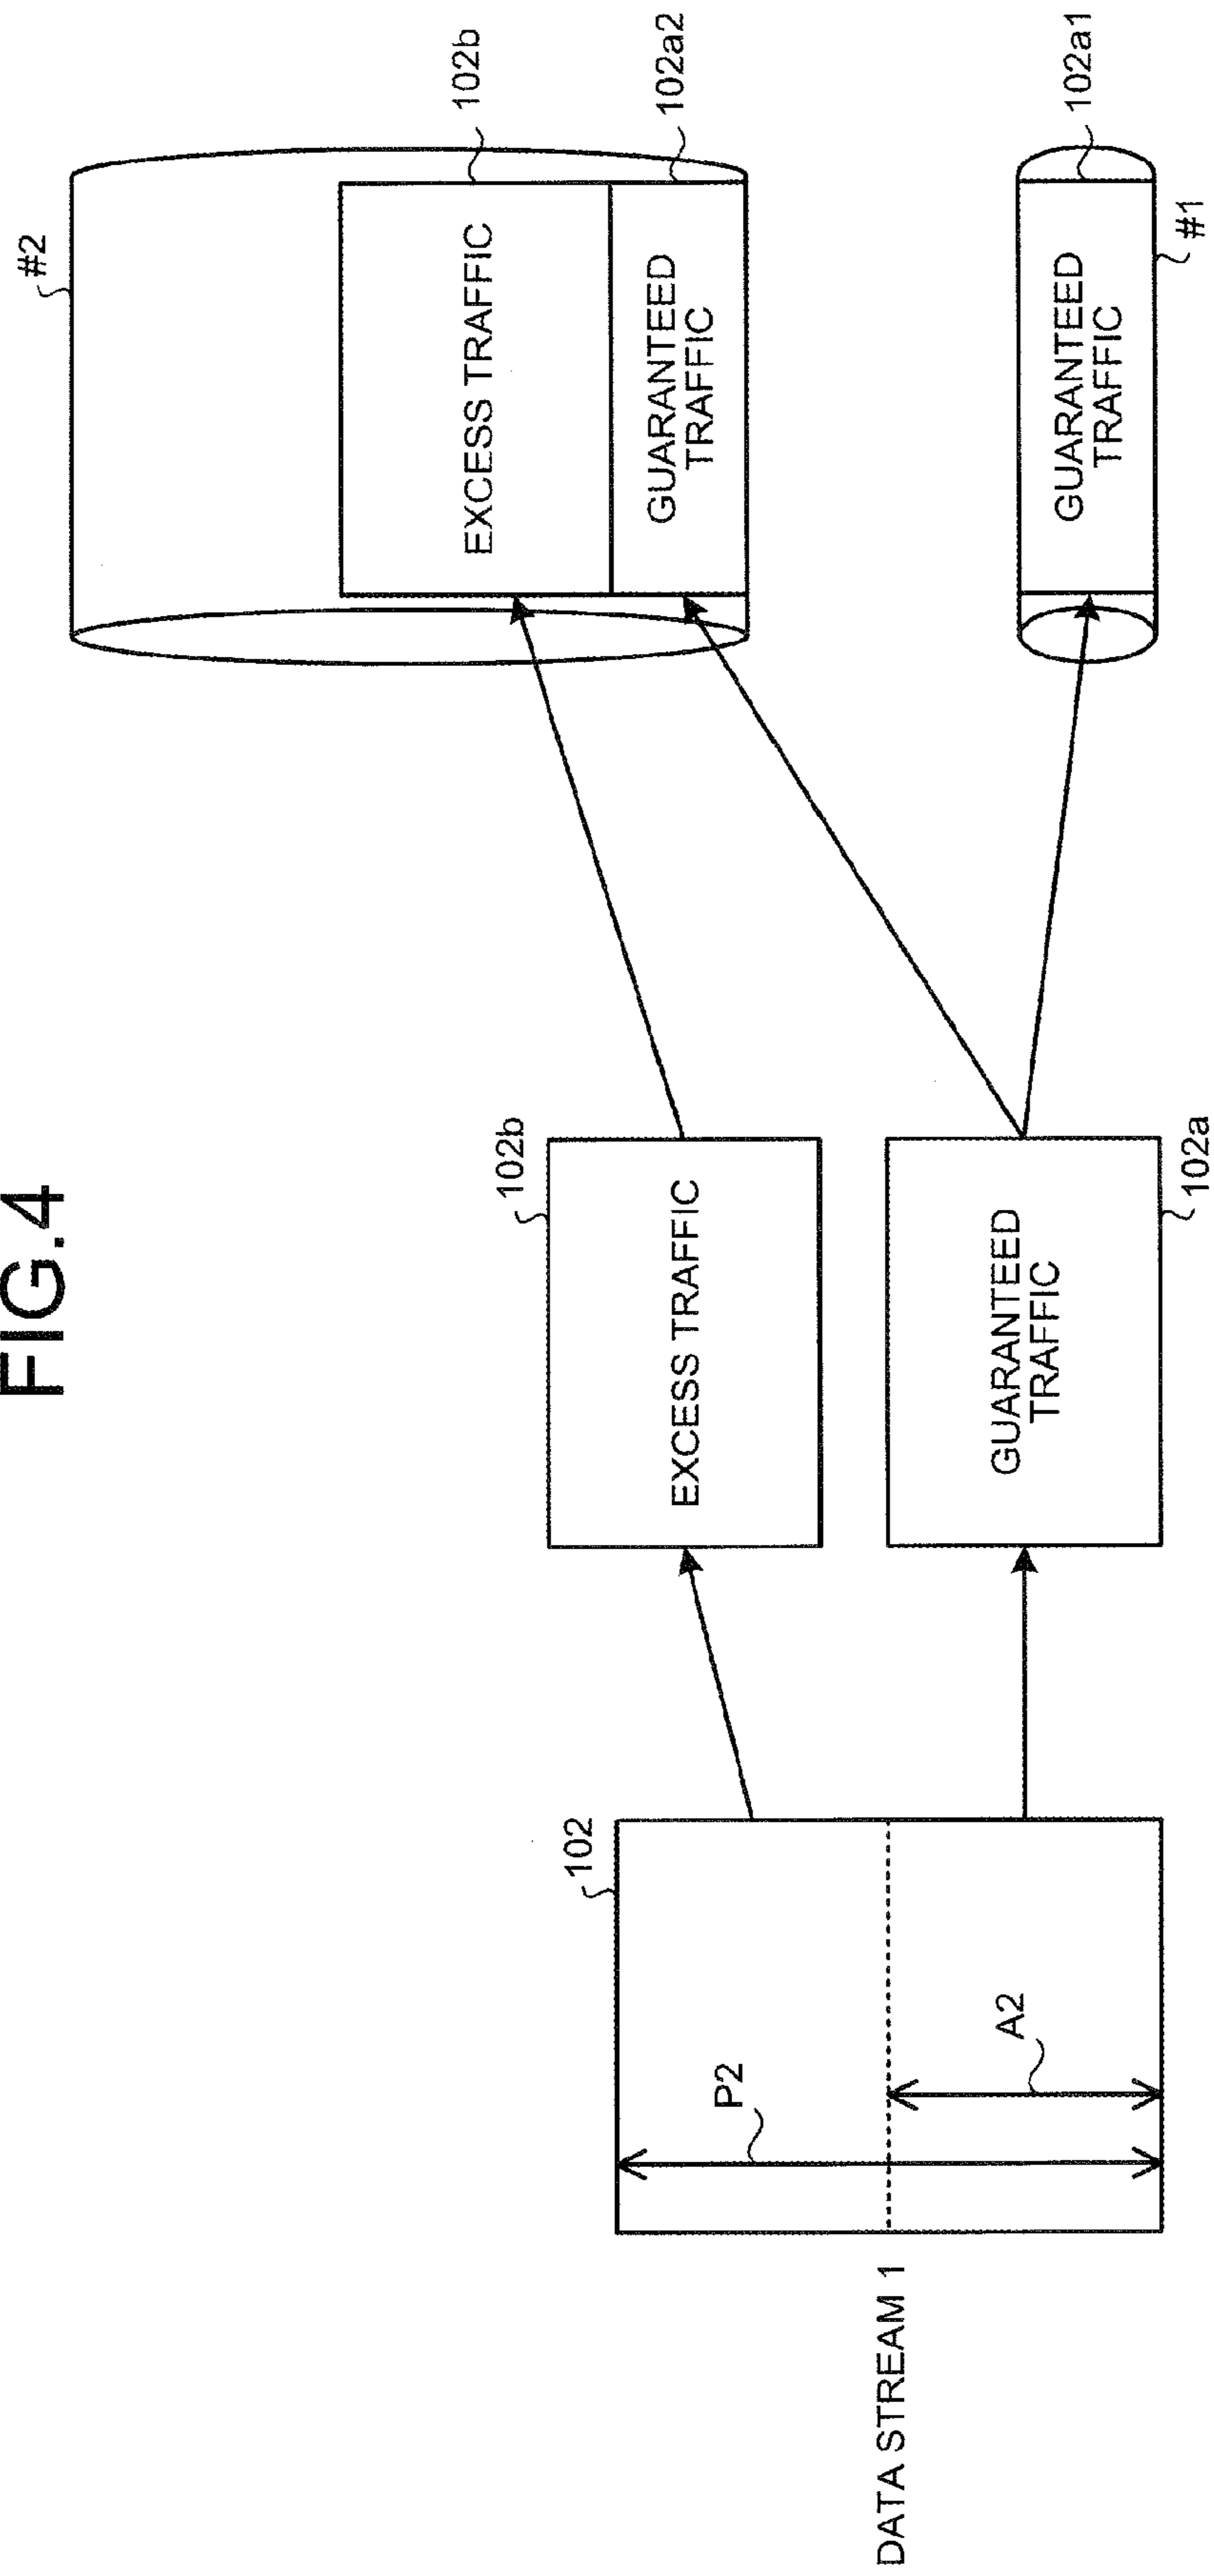 FIG.4
DATA STREAM 1
102
P2
A2
102b
EXCESS TRAFFIC
GUARANTEED
TRAFFIC
102a
#2
EXCESS TRAFFIC
102b
GUARANTEED
TRAFFIC
102a2
GUARANTEED
TRAFFIC
102a1
#1